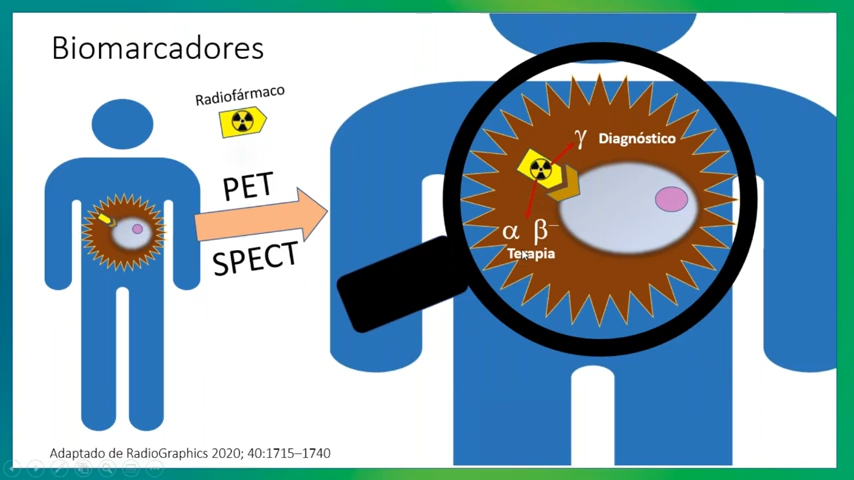 Biomarcadores
Radiofármaco
PET
SPECT
γ Diagnóstico
α β⁻
Terapia
Adaptado de RadioGraphics 2020; 40:1715–1740